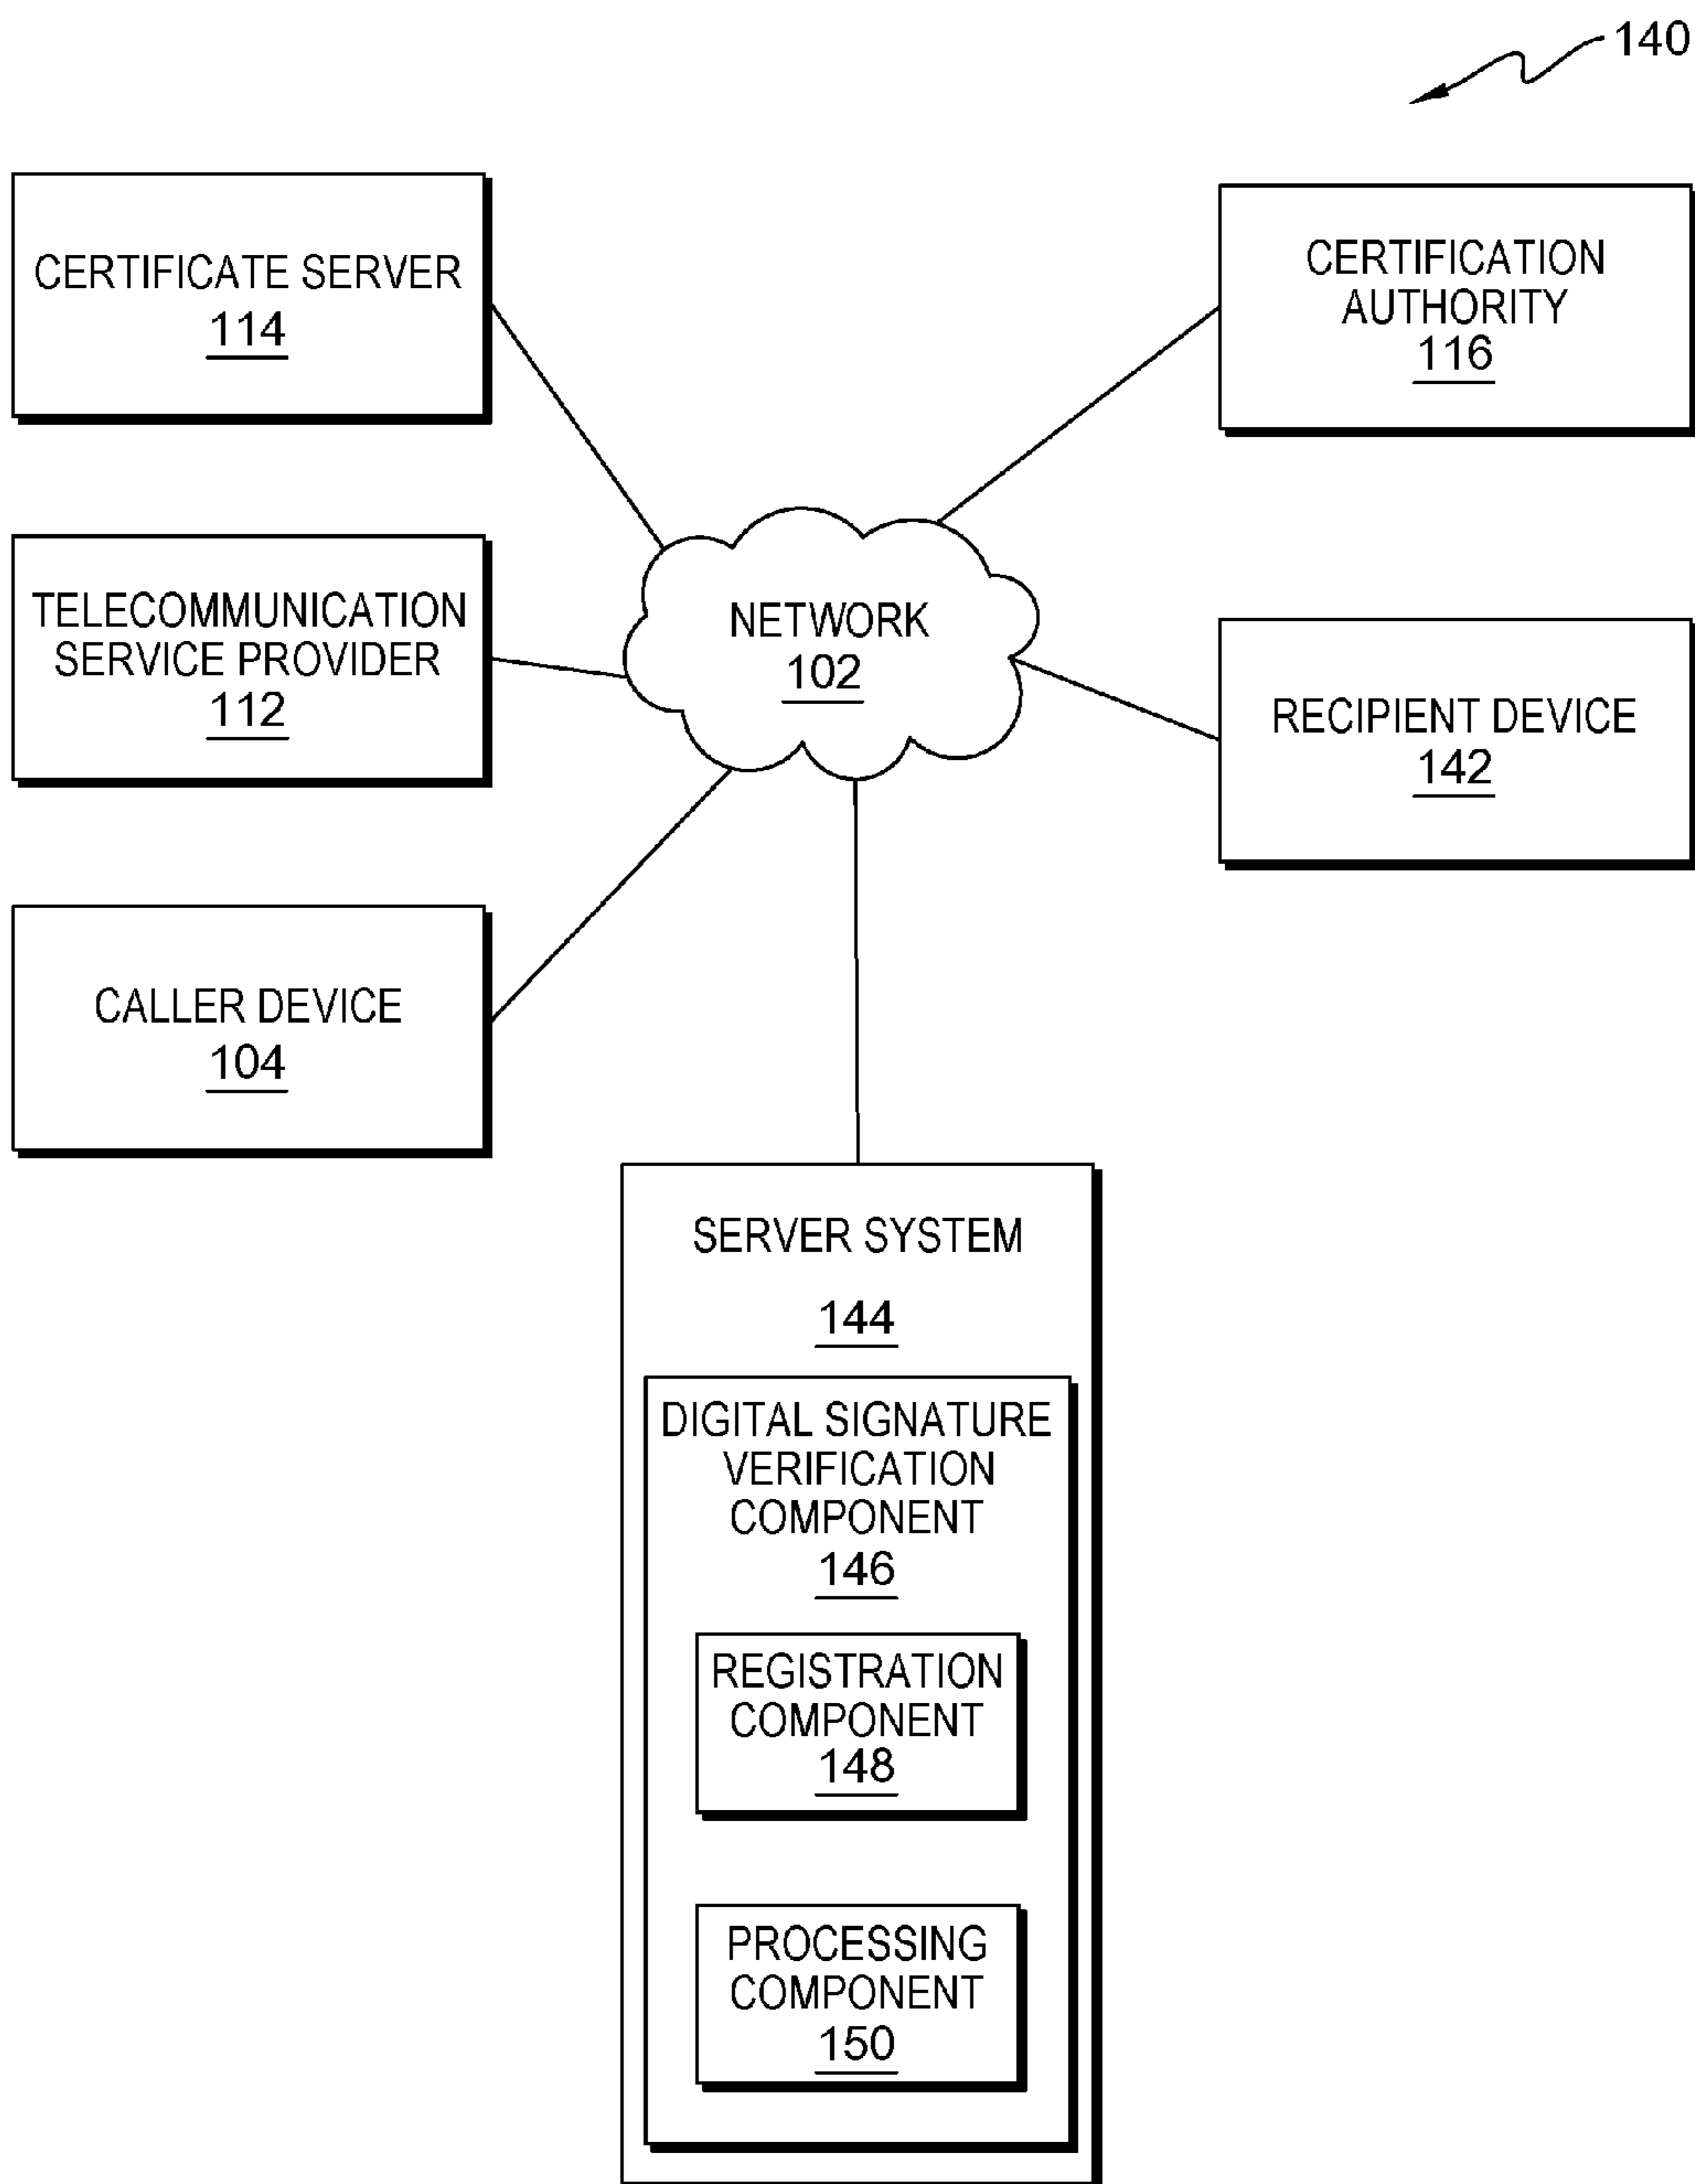 140
CERTIFICATE SERVER
114
CERTIFICATION
AUTHORITY
116
TELECOMMUNICATION
SERVICE PROVIDER
112
NETWORK
102
RECIPIENT DEVICE
142
CALLER DEVICE
104
SERVER SYSTEM
144
DIGITAL SIGNATURE
VERIFICATION
COMPONENT
146
REGISTRATION
COMPONENT
148
PROCESSING
COMPONENT
150